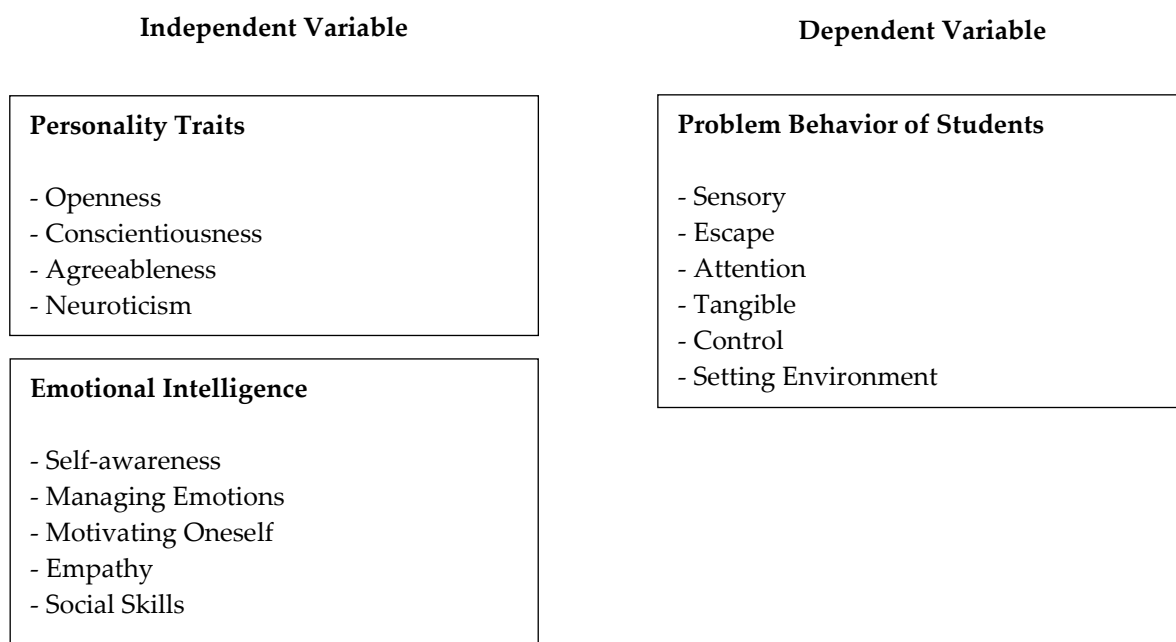 Independent Variable
Dependent Variable
Personality Traits
- Openness
- Conscientiousness
- Agreeableness
- Neuroticism
Emotional Intelligence
- Self-awareness
- Managing Emotions
- Motivating Oneself
- Empathy
- Social Skills
Problem Behavior of Students
- Sensory
- Escape
- Attention
- Tangible
- Control
- Setting Environment